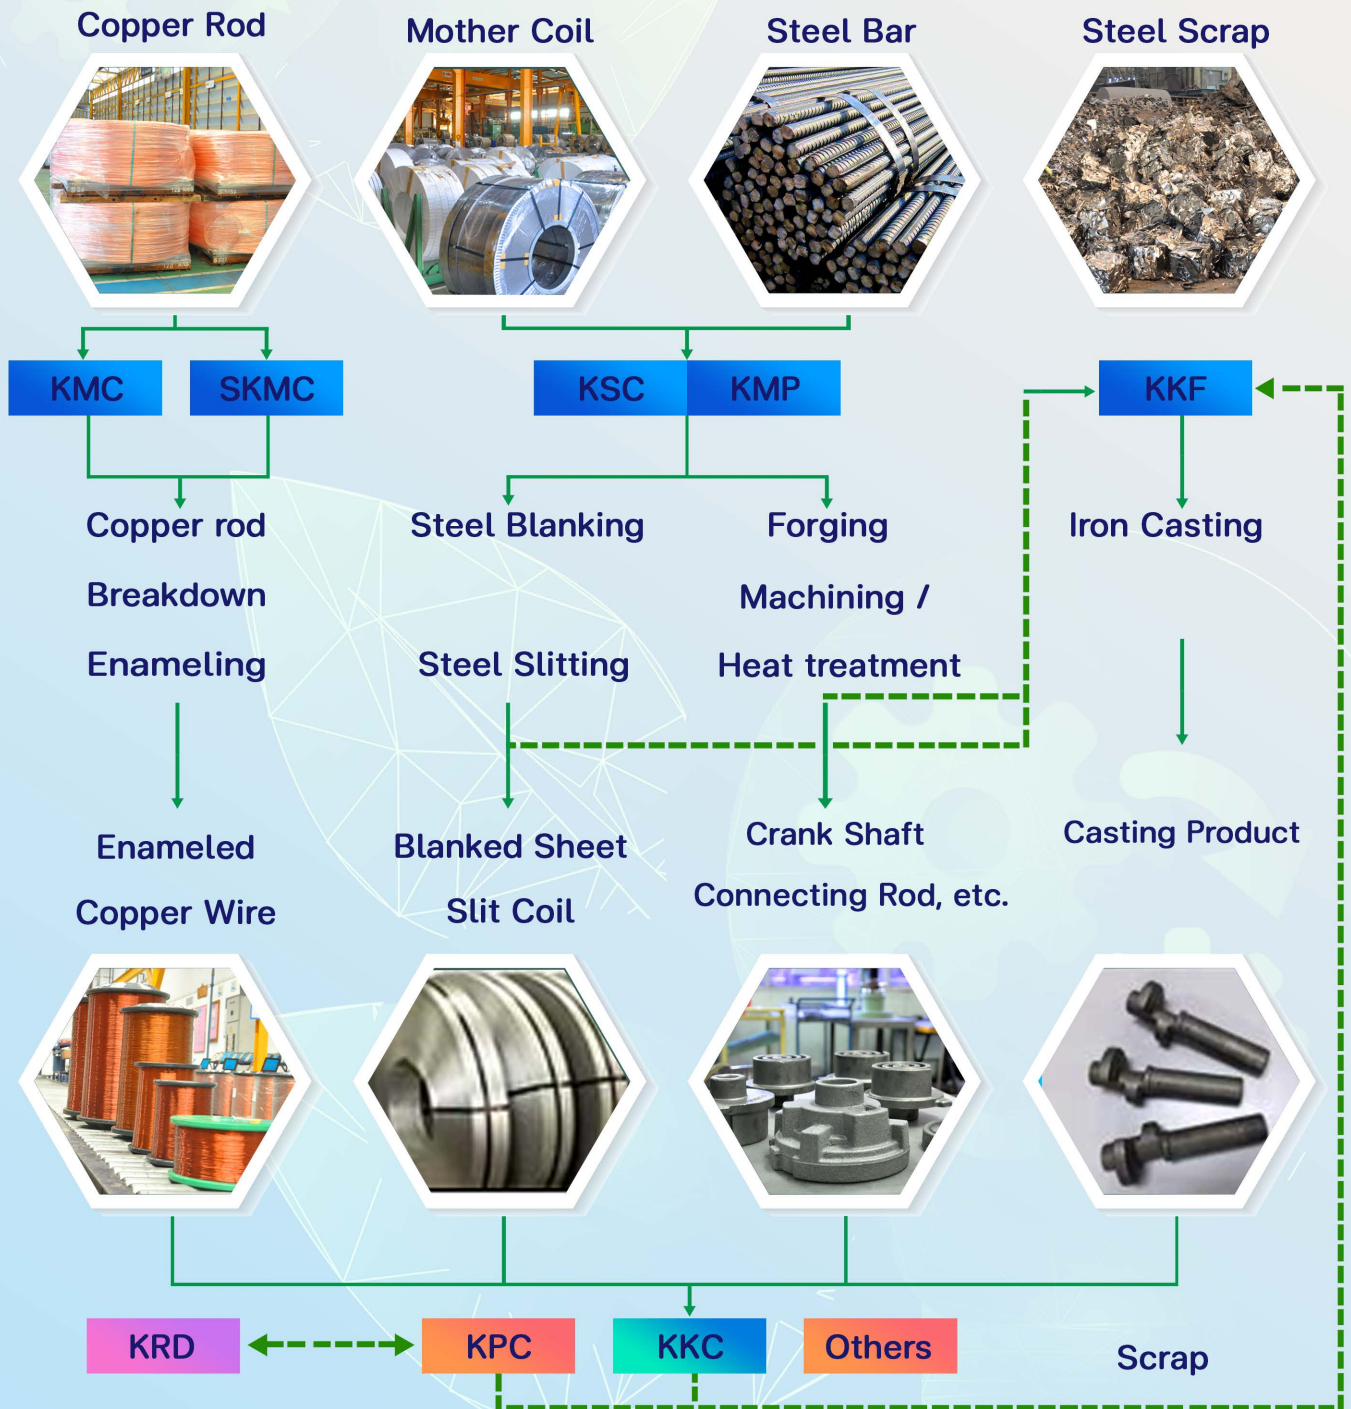 Copper Rod
Mother Coil
Steel Bar
Steel Scrap
KMC
SKMC
KSC
KMP
KKF
Copper rod
Breakdown
Enameling
Steel Blanking
Steel Slitting
Forging
Machining /
Heat treatment
Iron Casting
Enameled
Copper Wire
Blanked Sheet
Slit Coil
Crank Shaft
Connecting Rod, etc.
Casting Product
KRD
KPC
KKC
Others
Scrap